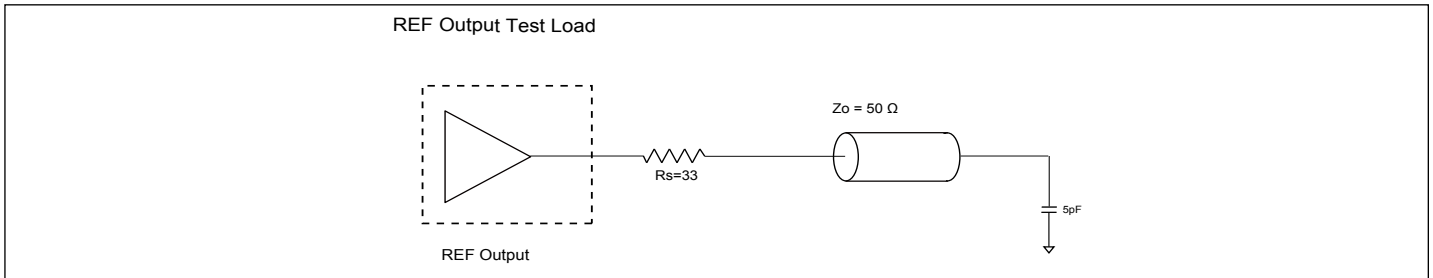 REF Output Test Load
Zo = 50 Ω
Rs=33
5pF
REF Output